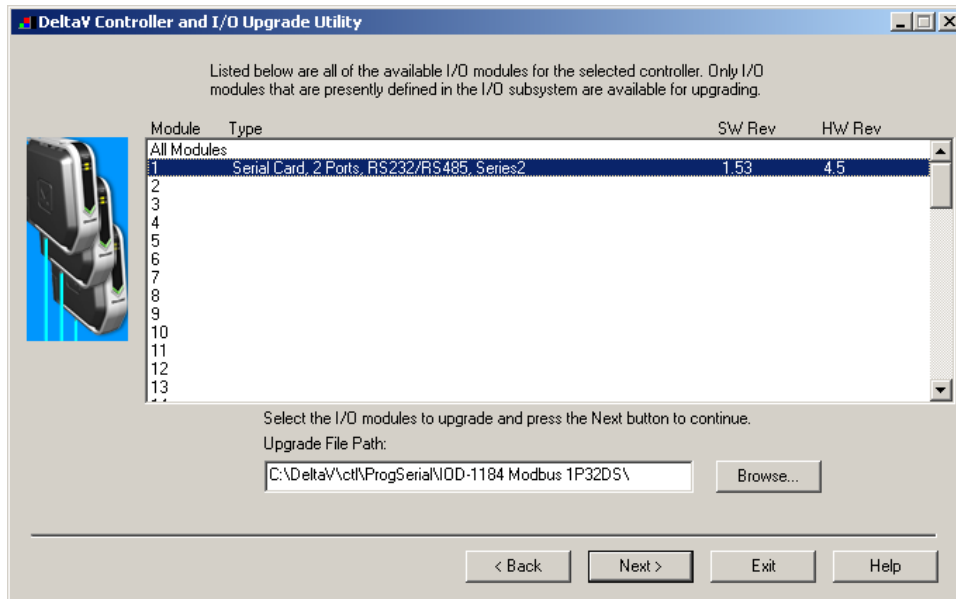 DeltaV Controller and I/O Upgrade Utility
Listed below are all of the available I/O modules for the selected controller. Only I/O
modules that are presently defined in the I/O subsystem are available for upgrading.
Module Type SW Rev HW Rev
All Modules
1 Serial Card, 2 Ports, RS232/RS485, Series2 1.53 4.5
2
3
4
5
6
7
8
9
10
11
12
13
Select the I/O modules to upgrade and press the Next button to continue.
Upgrade File Path:
C:\DeltaV\ctl\ProgSerial\IOD-1184 Modbus 1P32DS\
Browse...
< Back Next > Exit Help